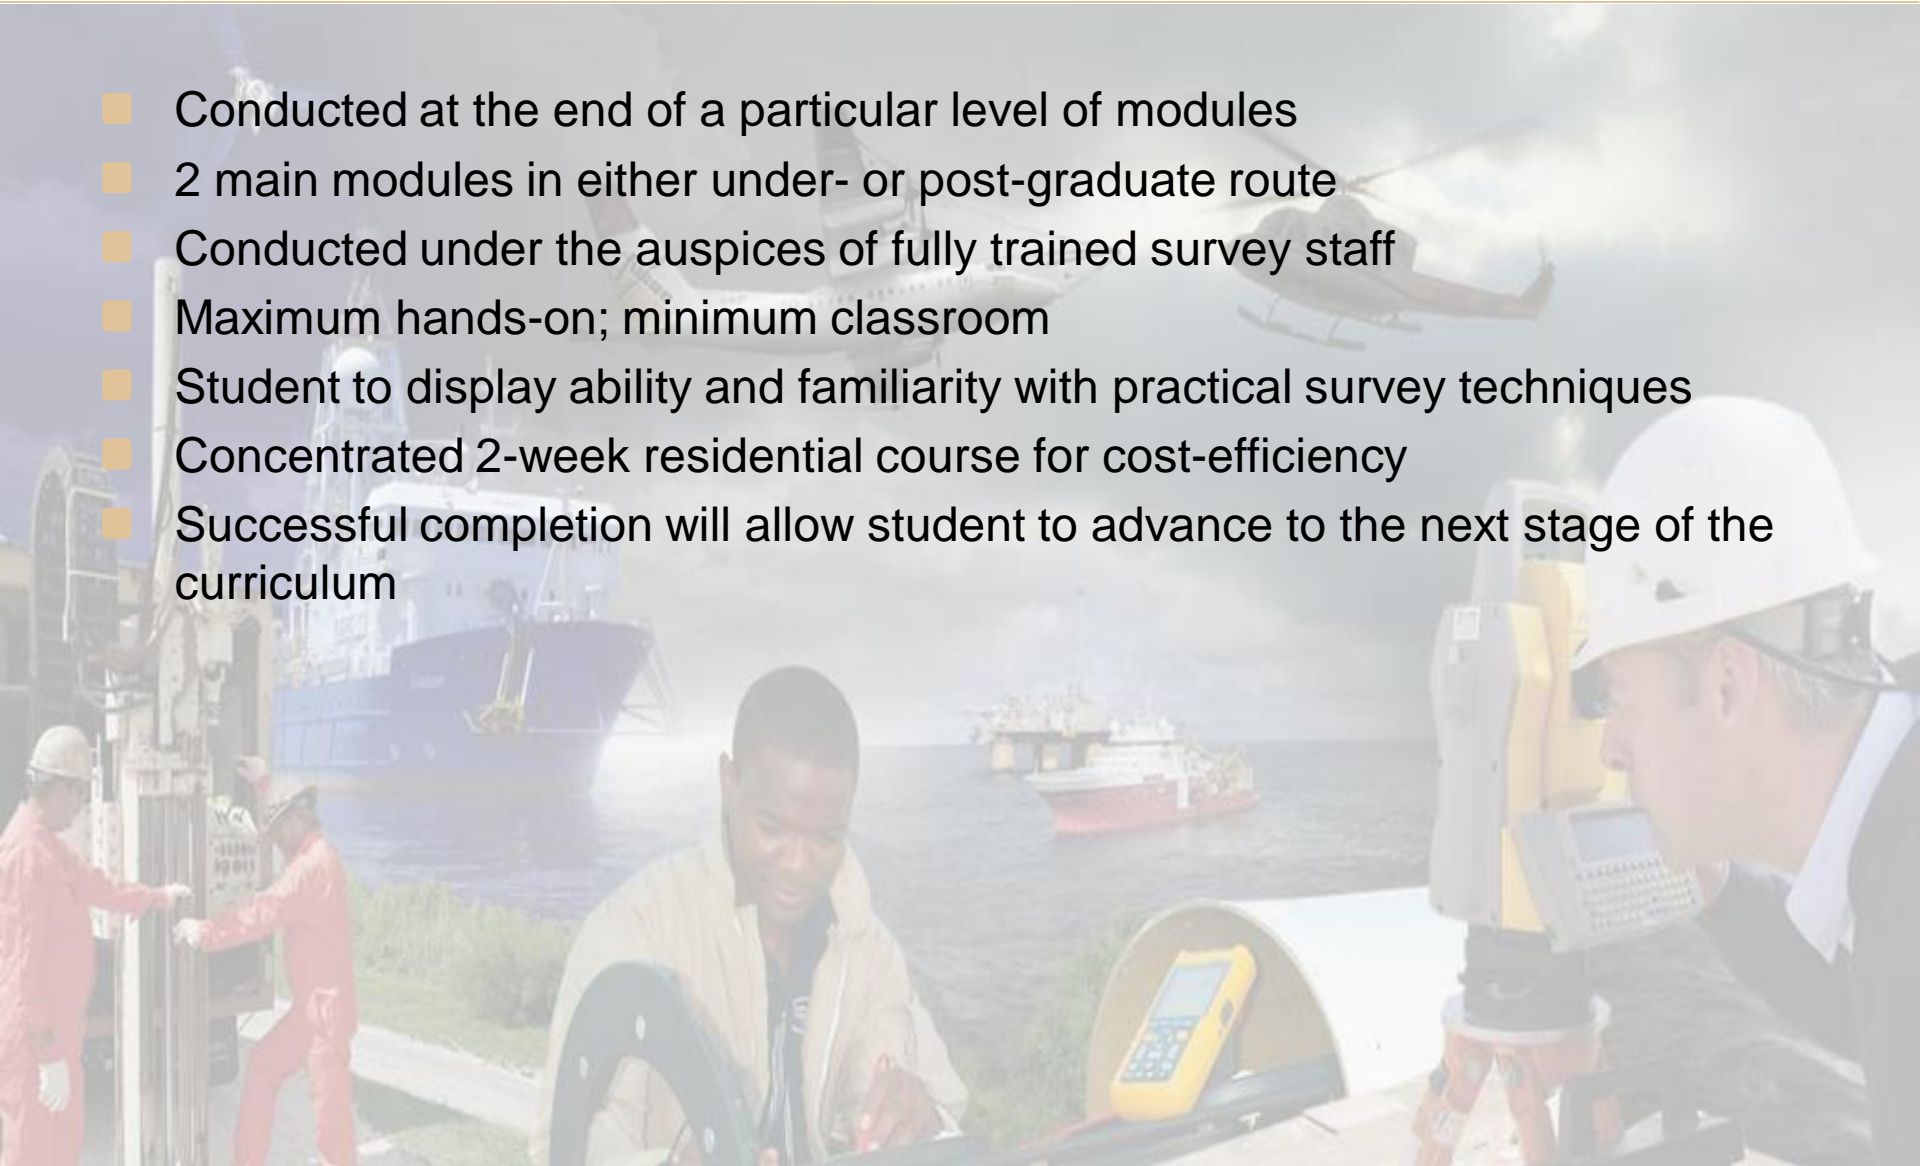 Conducted at the end of a particular level of modules
2 main modules in either under- or post-graduate route
Conducted under the auspices of fully trained survey staff
Maximum hands-on; minimum classroom
Student to display ability and familiarity with practical survey techniques
Concentrated 2-week residential course for cost-efficiency
Successful completion will allow student to advance to the next stage of the
curriculum